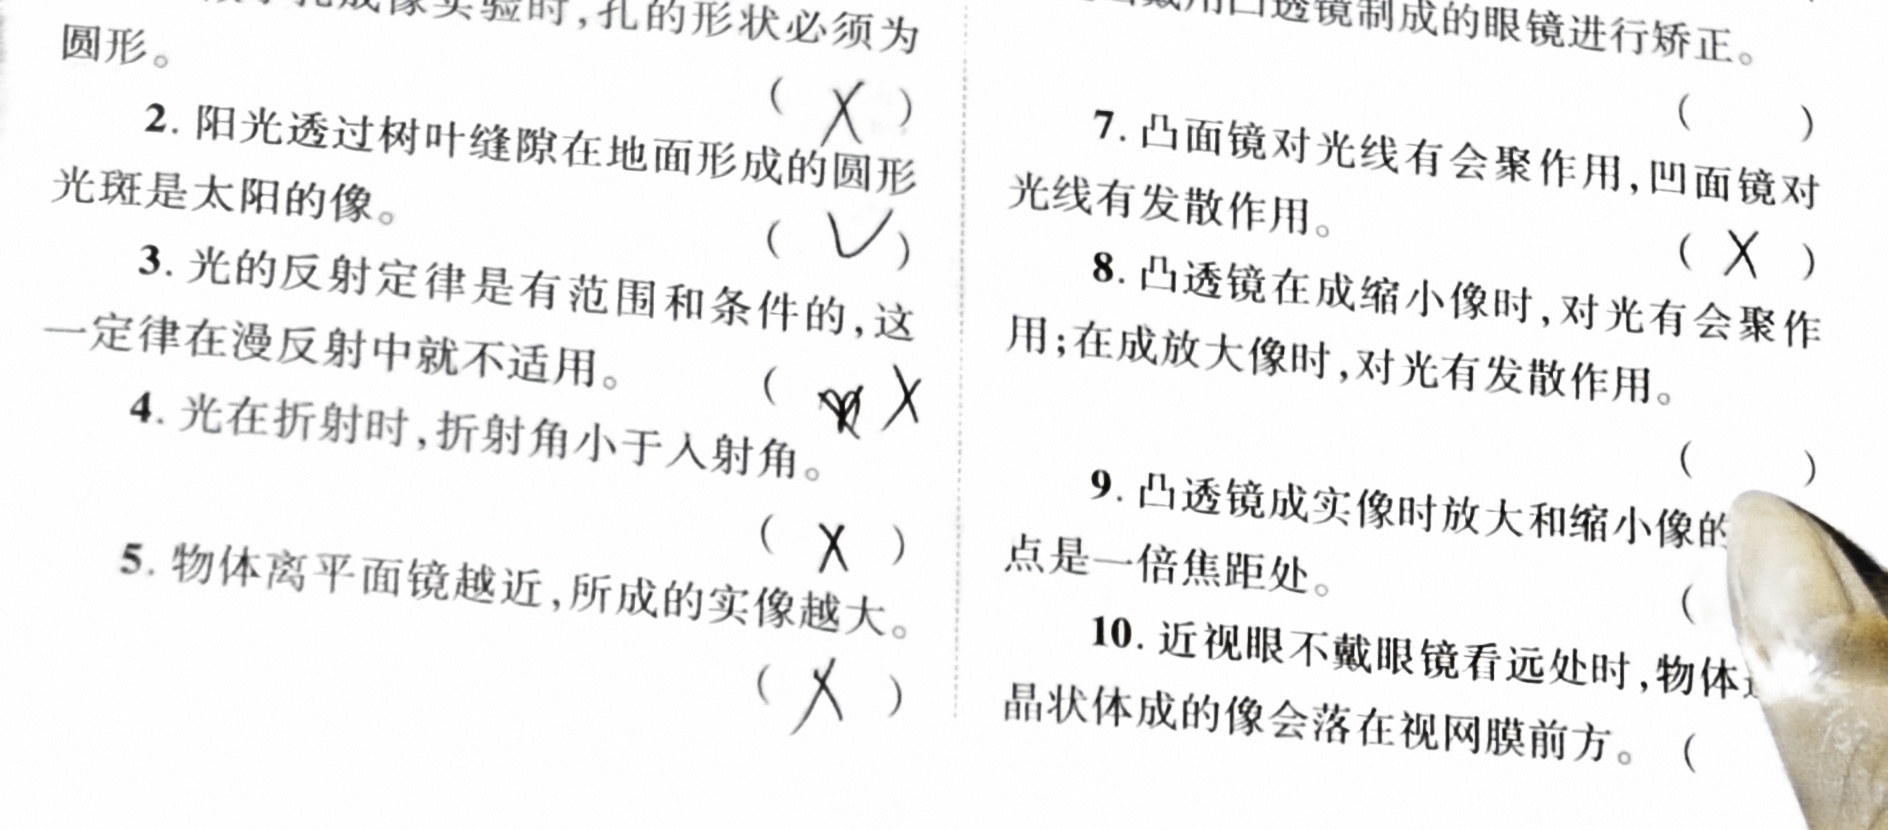 小孔成像实验时,孔的形状必须为
圆形。
( X )
2. 阳光透过树叶缝隙在地面形成的圆形
光斑是太阳的像。
( √ )
3. 光的反射定律是有范围和条件的,这
一定律在漫反射中就不适用。
( X
4. 光在折射时,折射角小于入射角。
( X )
5. 物体离平面镜越近,所成的实像越大。
( X )
戴用凹透镜制成的眼镜进行矫正。
( )
7. 凸面镜对光线有会聚作用,凹面镜对
光线有发散作用。
( X )
8. 凸透镜在成缩小像时,对光有会聚作
用;在成放大像时,对光有发散作用。
( )
9. 凸透镜成实像时放大和缩小像的
点是一倍焦距处。
(
10. 近视眼不戴眼镜看远处时,物体
晶状体成的像会落在视网膜前方。 (